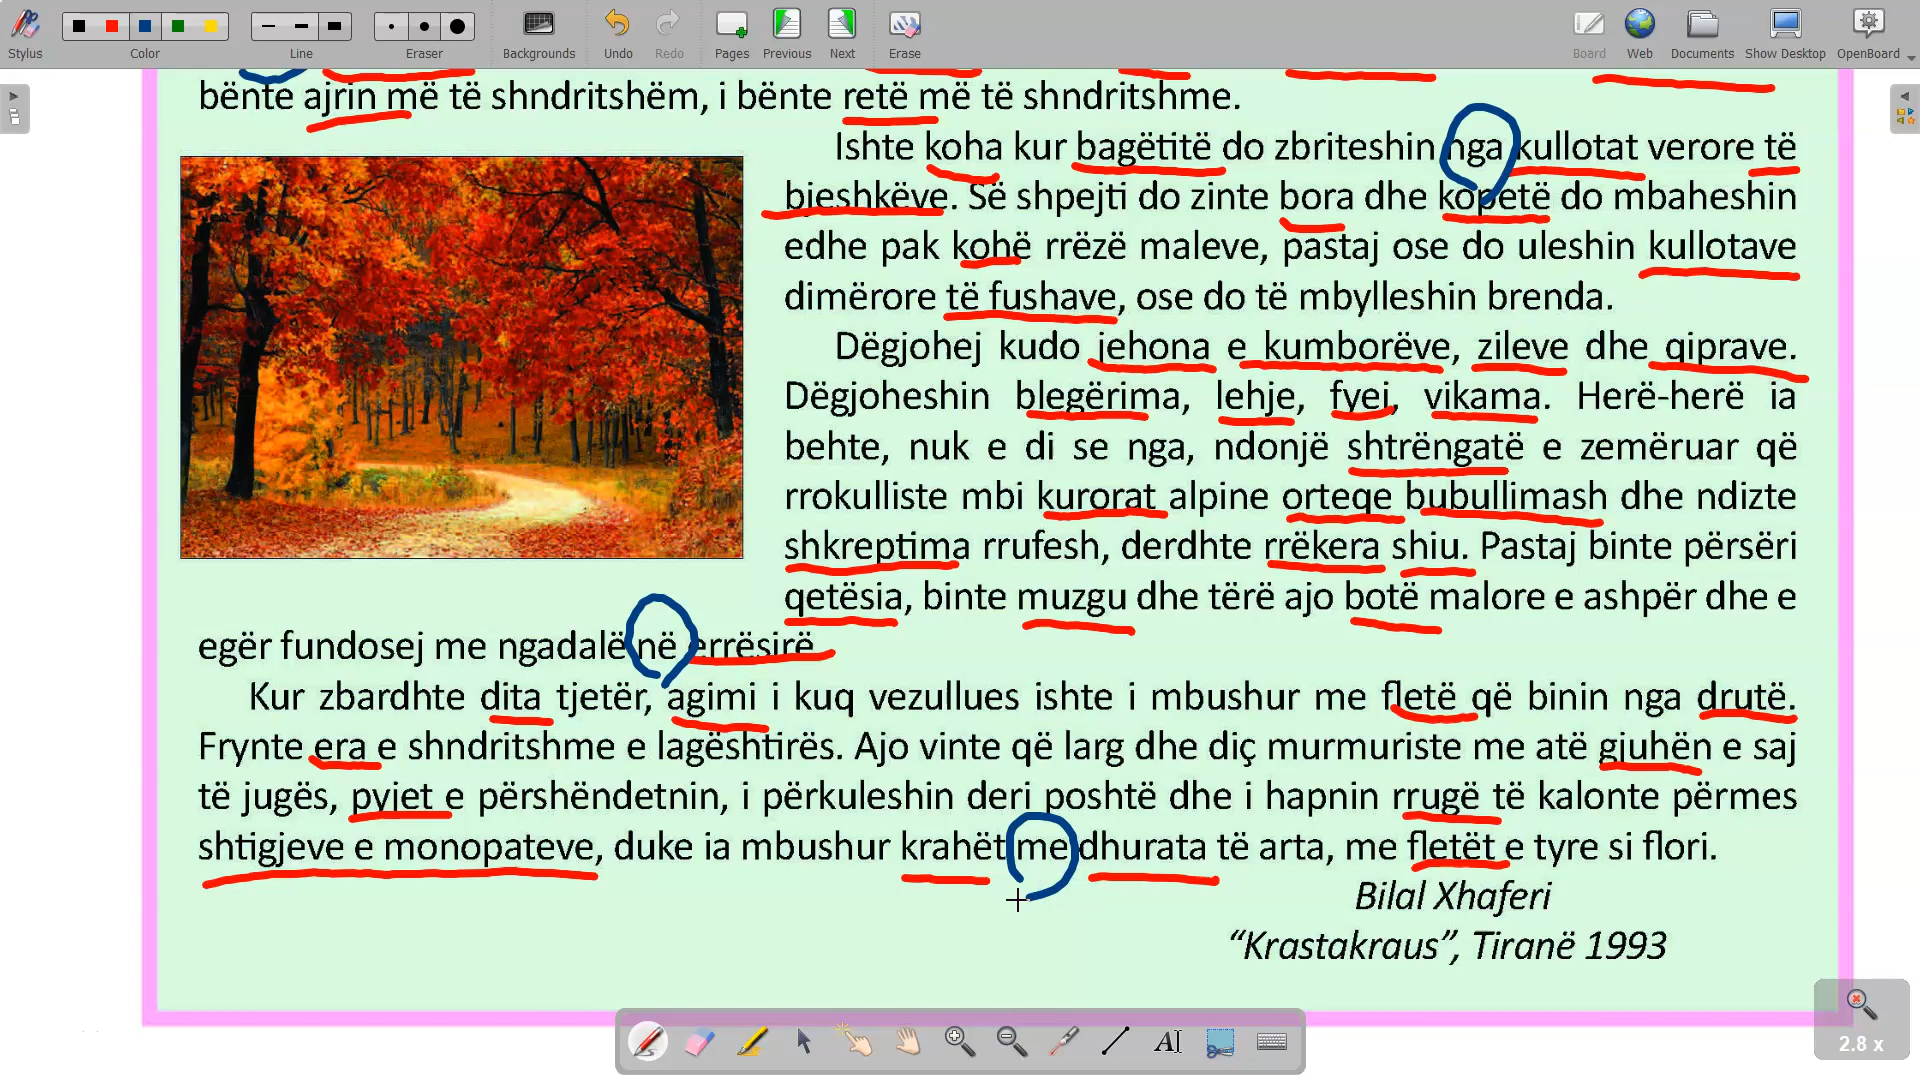 Stylus
Color
Line
Eraser
Backgrounds
Undo
Redo
Pages
Previous
Next
Erase
Board
Web
Documents
Show Desktop
OpenBoard
bënte ajrin më të shndritshëm, i bënte retë më të shndritshme.
Ishte koha kur bagëtitë do zbriteshin nga kullotat verore të
bjeshkëve. Së shpejti do zinte bora dhe kopetë do mbaheshin
edhe pak kohë rrëzë maleve, pastaj ose do uleshin kullotave
dimërore të fushave, ose do të mbylleshin brenda.
Dëgjohej kudo jehona e kumborëve, zileve dhe qiprave.
Dëgjoheshin blegërima, lehje, fyej, vikama. Herë-herë ia
behte, nuk e di se nga, ndonjë shtrëngatë e zemëruar që
rrokulliste mbi kurorat alpine orteqe bubullimash dhe ndizte
shkreptima rrufesh, derdhte rrëkera shiu. Pastaj binte përsëri
qetësia, binte muzgu dhe tërë ajo botë malore e ashpër dhe e
egër fundosej me ngadalë në errësirë.
Kur zbardhte dita tjetër, agimi i kuq vezullues ishte i mbushur me fletë që binin nga drutë.
Frynte era e shndritshme e lagështirës. Ajo vinte që larg dhe diç murmuriste me atë gjuhën e saj
të jugës, pyjet e përshëndetnin, i përkuleshin deri poshtë dhe i hapnin rrugë të kalonte përmes
shtigjeve e monopateve, duke ia mbushur krahët me dhurata të arta, me fletët e tyre si flori.
Bilal Xhaferi
“Krastakraus”, Tiranë 1993
2.8 x